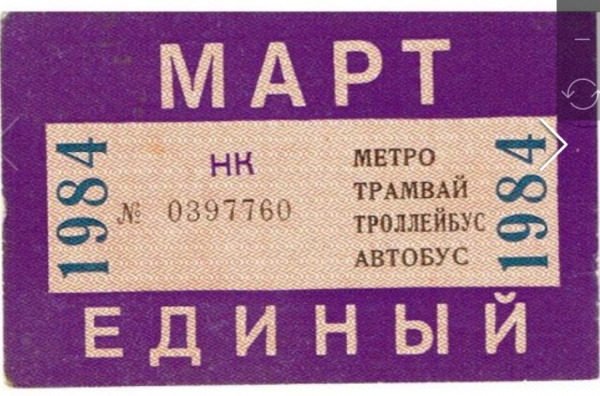 МАРТ
1984
НК
№ 0397760
МЕТРО
ТРАМВАЙ
ТРОЛЛЕЙБУС
АВТОБУС
1984
ЕДИНЫЙ